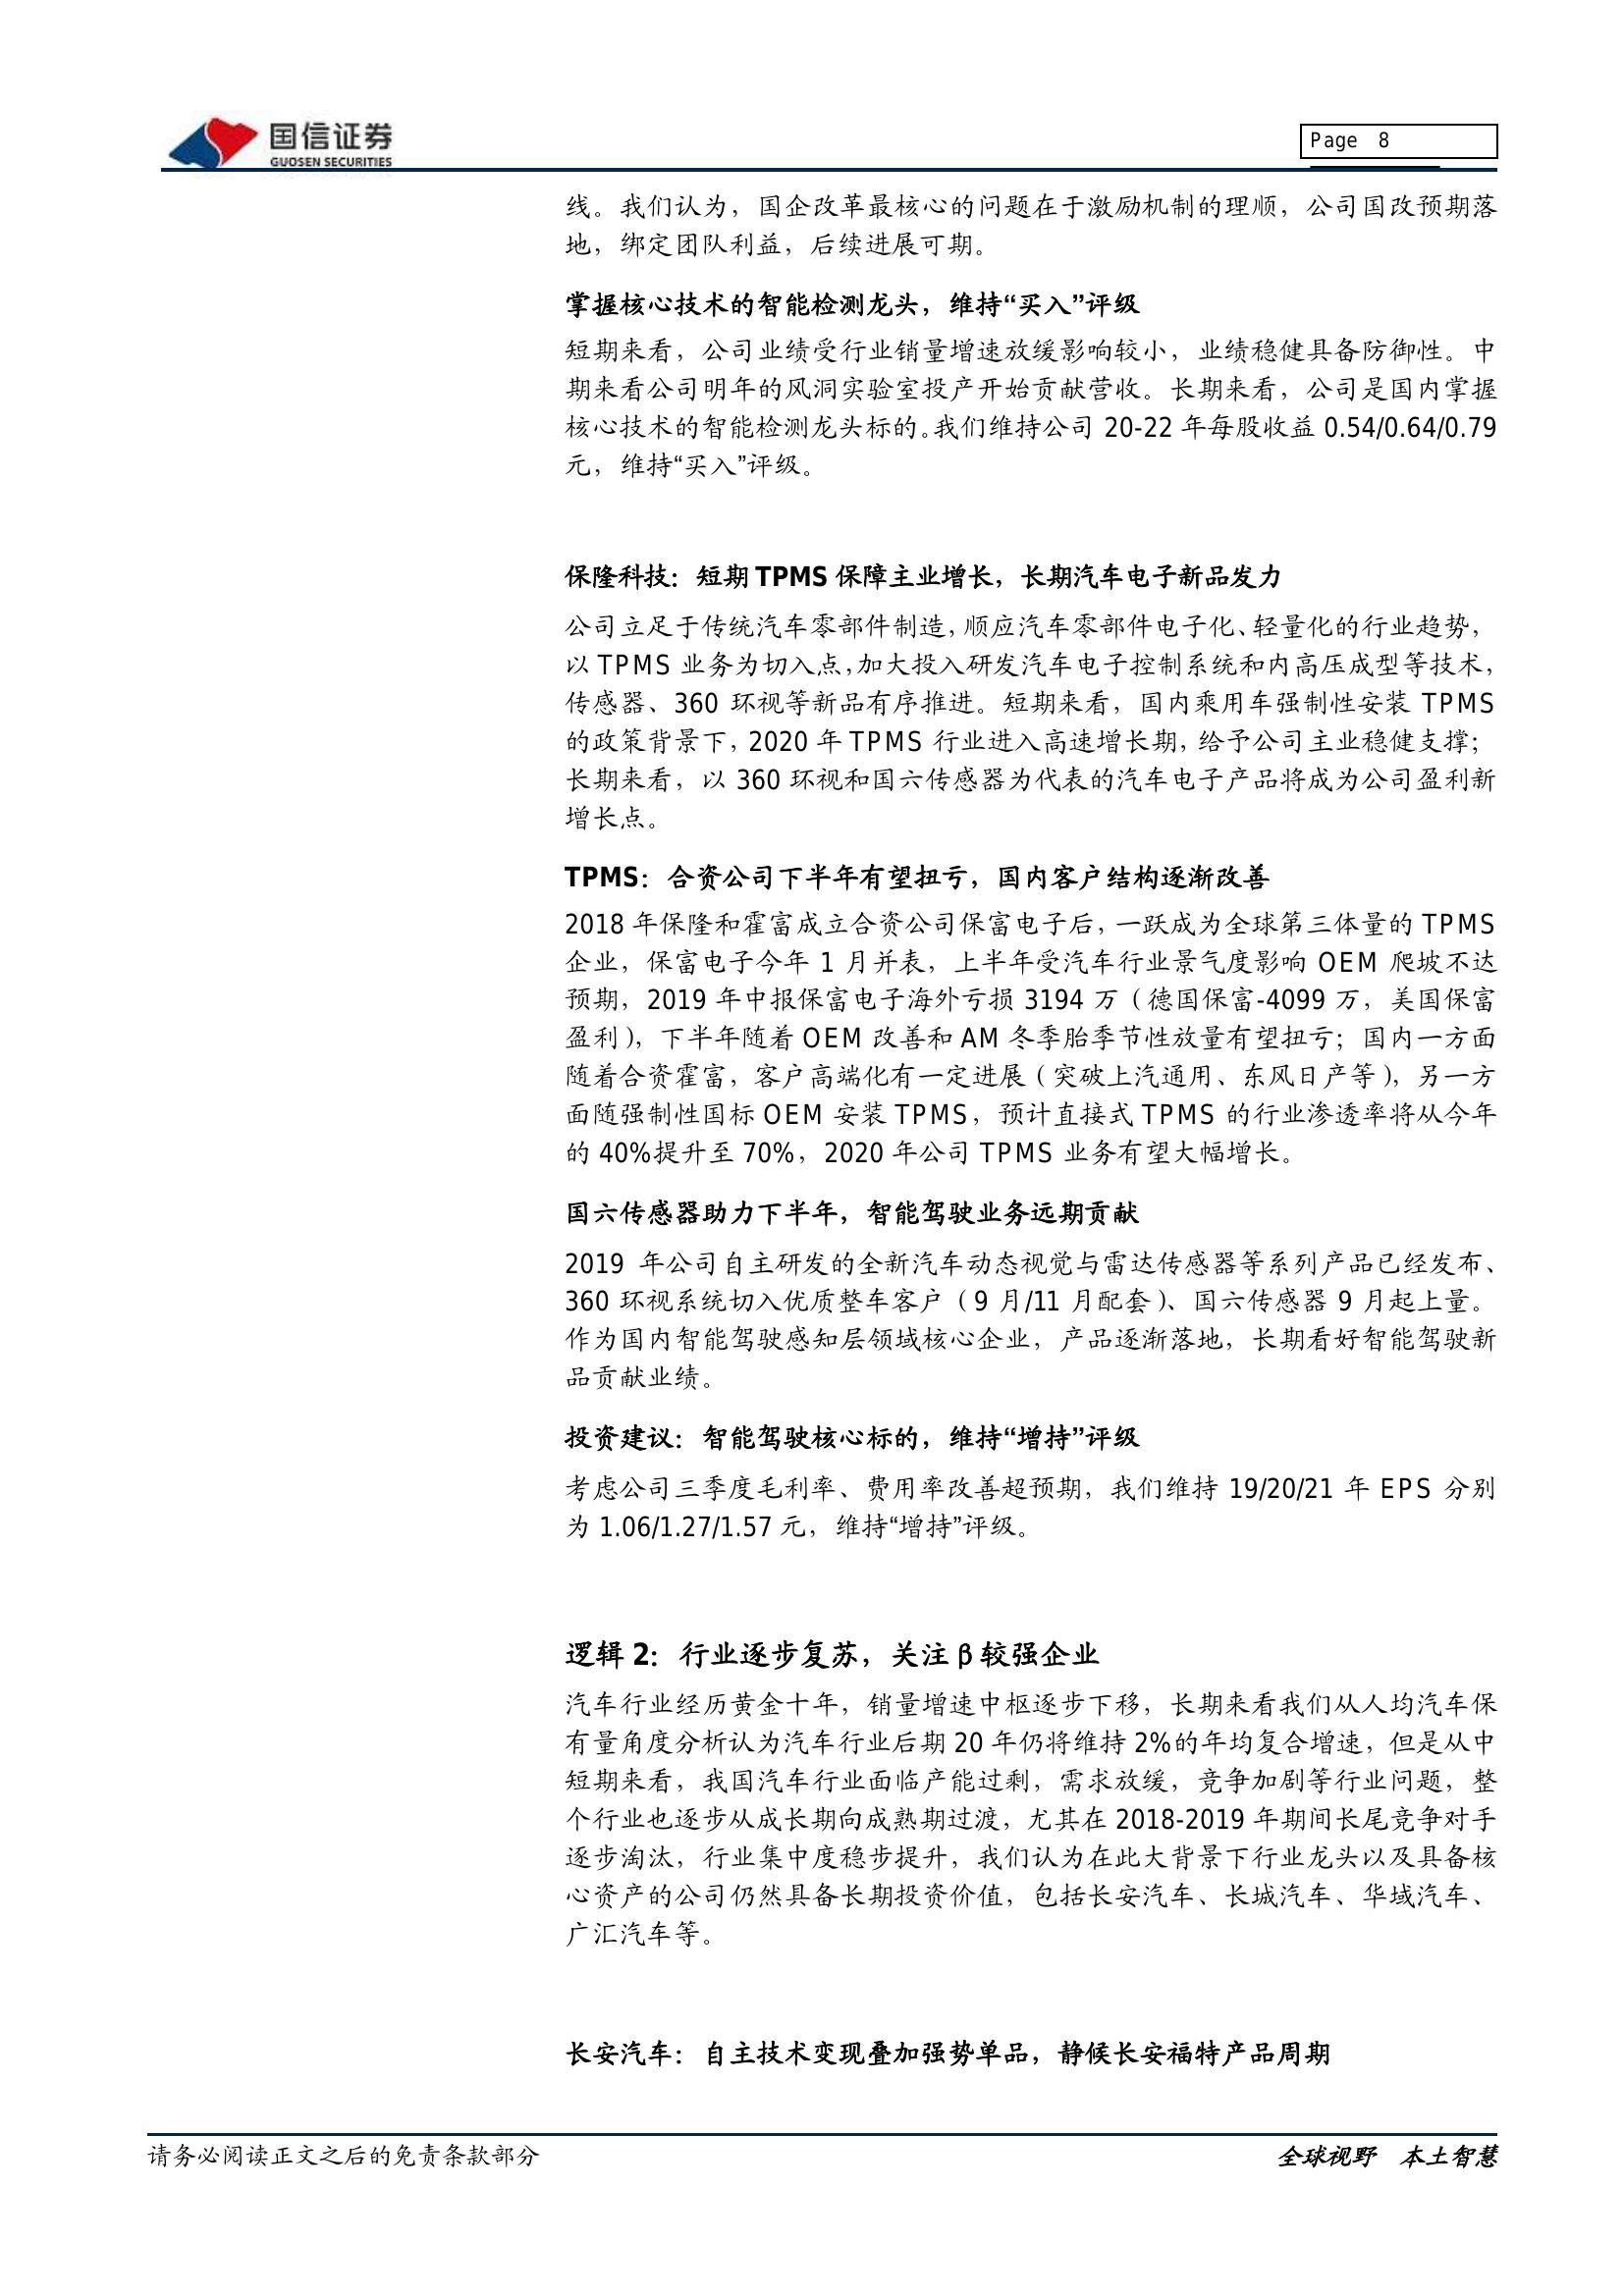 国信证券
GUOSEN SECURITIES
Page 8
线。我们认为，国企改革最核心的问题在于激励机制的理顺，公司国改预期落
地，绑定团队利益，后续进展可期。
掌握核心技术的智能检测龙头，维持“买入”评级
短期来看，公司业绩受行业销量增速放缓影响较小，业绩稳健具备防御性。中
期来看公司明年的风洞实验室投产开始贡献营收。长期来看，公司是国内掌握
核心技术的智能检测龙头标的。我们维持公司 20-22 年每股收益 0.54/0.64/0.79
元，维持“买入”评级。
保隆科技：短期 TPMS 保障主业增长，长期汽车电子新品发力
公司立足于传统汽车零部件制造，顺应汽车零部件电子化、轻量化的行业趋势，
以 TPMS 业务为切入点，加大投入研发汽车电子控制系统和内高压成型等技术，
传感器、360 环视等新品有序推进。短期来看，国内乘用车强制性安装 TPMS
的政策背景下，2020 年 TPMS 行业进入高速增长期，给予公司主业稳健支撑；
长期来看，以 360 环视和国六传感器为代表的汽车电子产品将成为公司盈利新
增长点。
TPMS：合资公司下半年有望扭亏，国内客户结构逐渐改善
2018 年保隆和霍富成立合资公司保富电子后，一跃成为全球第三体量的 TPMS
企业，保富电子今年 1 月并表，上半年受汽车行业景气度影响 OEM 爬坡不达
预期，2019 年中报保富电子海外亏损 3194 万（德国保富-4099 万，美国保富
盈利），下半年随着 OEM 改善和 AM 冬季胎季节性放量有望扭亏；国内一方面
随着合资霍富，客户高端化有一定进展（突破上汽通用、东风日产等），另一方
面随强制性国标 OEM 安装 TPMS，预计直接式 TPMS 的行业渗透率将从今年
的 40%提升至 70%，2020 年公司 TPMS 业务有望大幅增长。
国六传感器助力下半年，智能驾驶业务远期贡献
2019 年公司自主研发的全新汽车动态视觉与雷达传感器等系列产品已经发布、
360 环视系统切入优质整车客户（9 月/11 月配套）、国六传感器 9 月起上量。
作为国内智能驾驶感知层领域核心企业，产品逐渐落地，长期看好智能驾驶新
品贡献业绩。
投资建议：智能驾驶核心标的，维持“增持”评级
考虑公司三季度毛利率、费用率改善超预期，我们维持 19/20/21 年 EPS 分别
为 1.06/1.27/1.57 元，维持“增持”评级。
逻辑 2：行业逐步复苏，关注 β 较强企业
汽车行业经历黄金十年，销量增速中枢逐步下移，长期来看我们从人均汽车保
有量角度分析认为汽车行业后期 20 年仍将维持 2%的年均复合增速，但是从中
短期来看，我国汽车行业面临产能过剩，需求放缓，竞争加剧等行业问题，整
个行业也逐步从成长期向成熟期过渡，尤其在 2018-2019 年期间长尾竞争对手
逐步淘汰，行业集中度稳步提升，我们认为在此大背景下行业龙头以及具备核
心资产的公司仍然具备长期投资价值，包括长安汽车、长城汽车、华域汽车、
广汇汽车等。
长安汽车：自主技术变现叠加强势单品，静候长安福特产品周期
请务必阅读正文之后的免责条款部分
全球视野 本土智慧